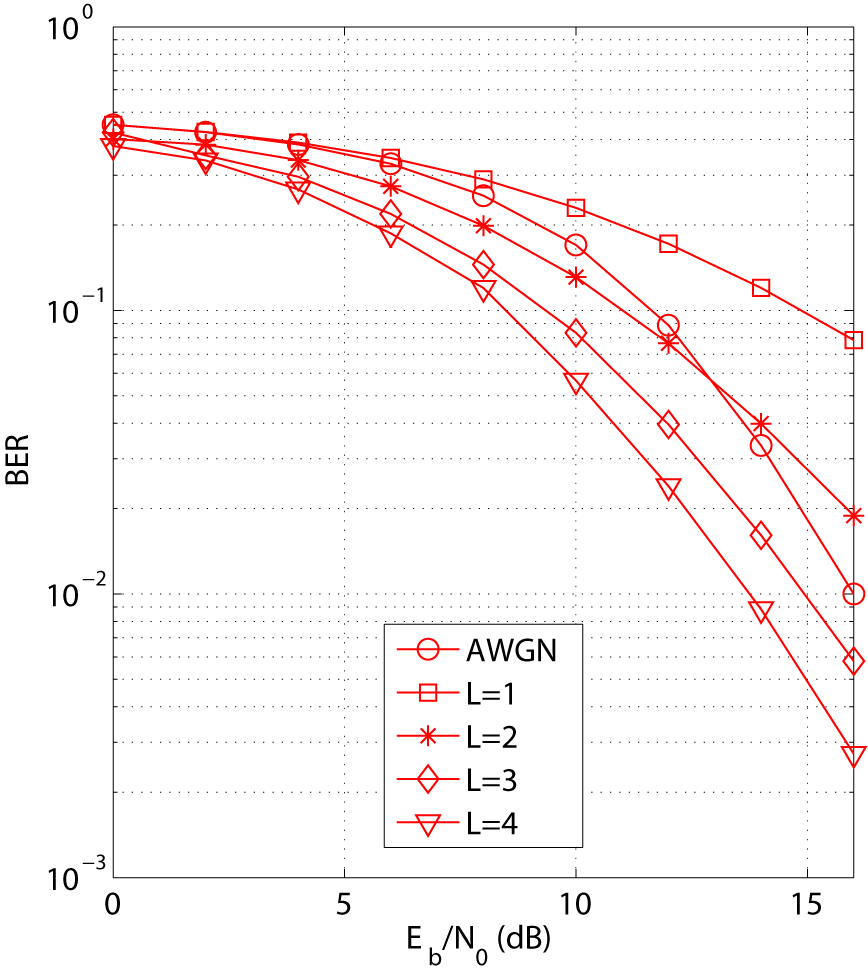 10^0
10^-1
10^-2
10^-3
BER
0
5
10
15
E_b/N_0 (dB)
AWGN
L=1
L=2
L=3
L=4